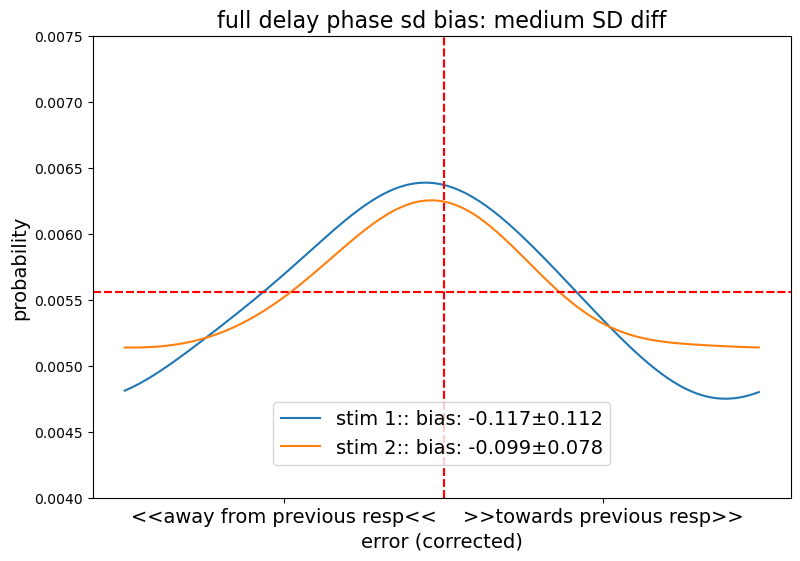 full delay phase sd bias: medium SD diff
0.0075
0.0070
0.0065
0.0060
0.0055
0.0050
0.0045
0.0040
probability
stim 1:: bias: -0.117±0.112
stim 2:: bias: -0.099±0.078
<<away from previous resp<< >>towards previous resp>>
error (corrected)